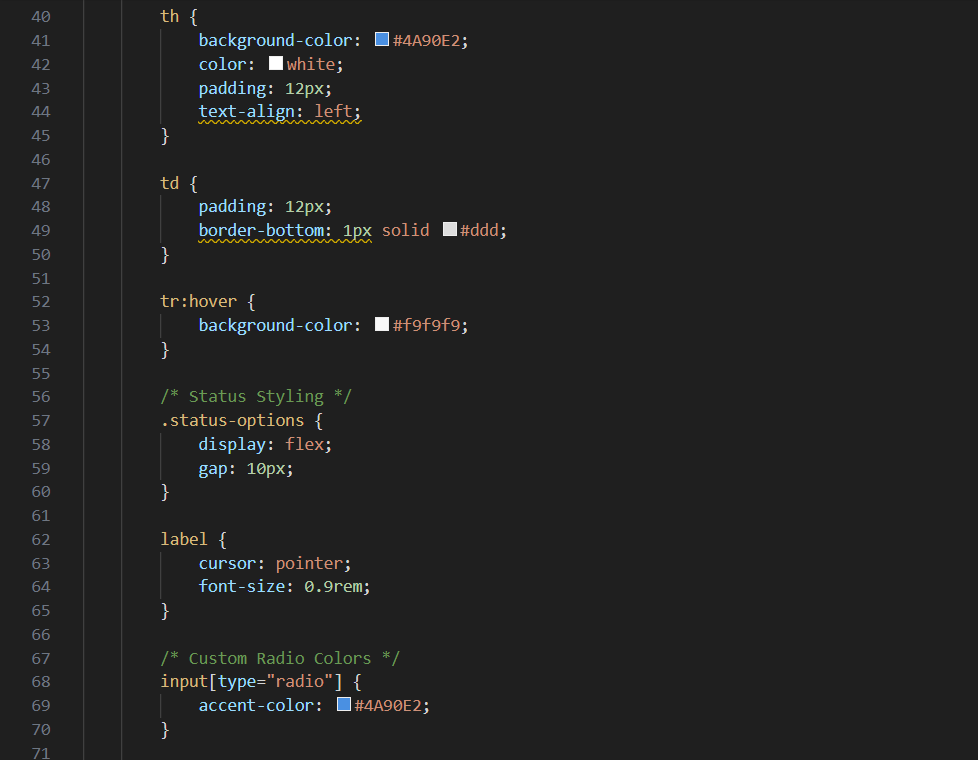 40 th {
41 background-color: #4A90E2;
42 color: white;
43 padding: 12px;
44 text-align: left;
45 }
46
47 td {
48 padding: 12px;
49 border-bottom: 1px solid #ddd;
50 }
51
52 tr:hover {
53 background-color: #f9f9f9;
54 }
55
56 /* Status Styling */
57 .status-options {
58 display: flex;
59 gap: 10px;
60 }
61
62 label {
63 cursor: pointer;
64 font-size: 0.9rem;
65 }
66
67 /* Custom Radio Colors */
68 input[type="radio"] {
69 accent-color: #4A90E2;
70 }
71